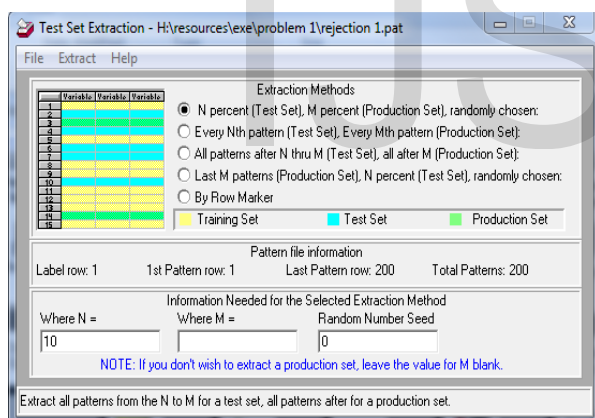 Test Set Extraction - H:\resources\exe\problem 1\rejection 1.pat
File Extract Help
Variable Variable Variable
1
2
3
4
5
6
7
8
9
10
11
12
13
14
15
Extraction Methods
N percent (Test Set), M percent (Production Set), randomly chosen:
Every Nth pattern (Test Set), Every Mth pattern (Production Set):
All patterns after N thru M (Test Set), all after M (Production Set):
Last M patterns (Production Set), N percent (Test Set), randomly chosen:
By Row Marker
Training Set Test Set Production Set
Pattern file information
Label row: 1 1st Pattern row: 1 Last Pattern row: 200 Total Patterns: 200
Information Needed for the Selected Extraction Method
Where N = Where M = Random Number Seed
10 0
NOTE: If you don't wish to extract a production set, leave the value for M blank.
Extract all patterns from the N to M for a test set, all patterns after for a production set.